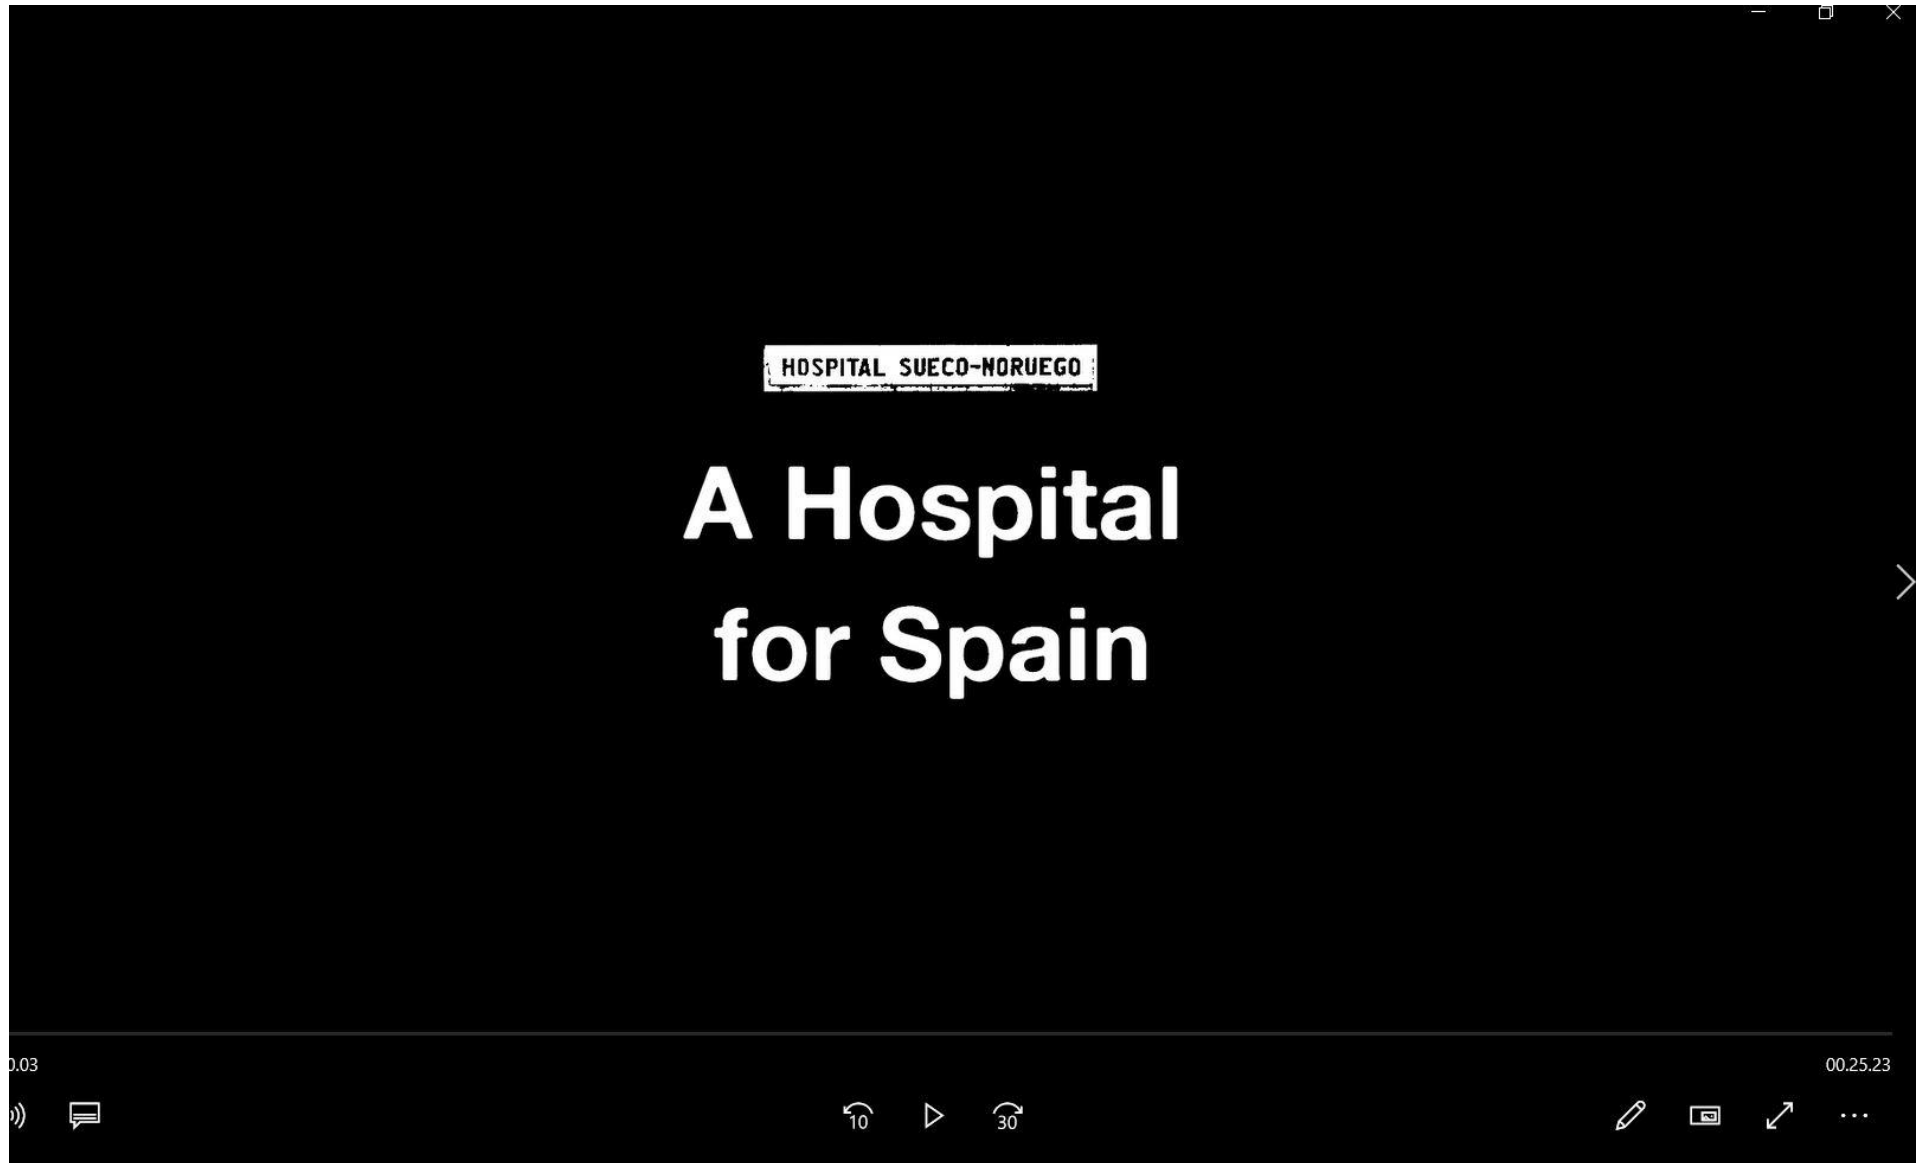 HOSPITAL SUECO-NORUEGO
A Hospital
for Spain
0.03
00.25.23
10
30